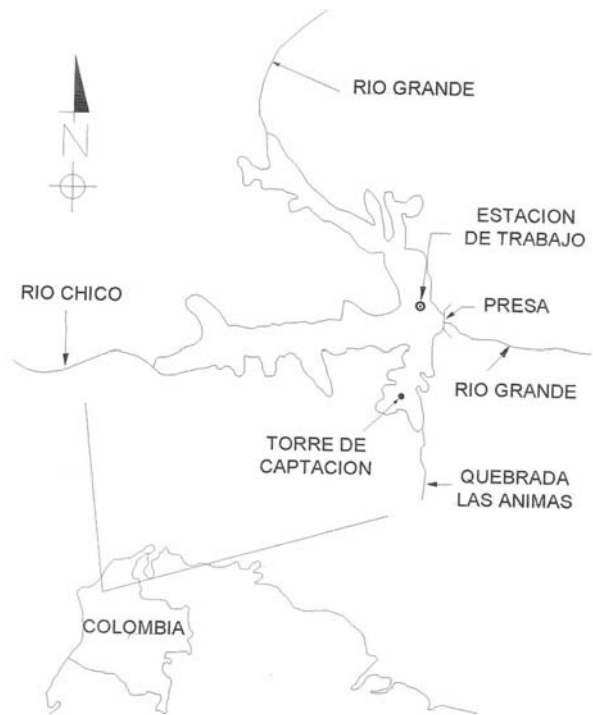 RIO GRANDE
N
ESTACION
DE TRABAJO
RIO CHICO
PRESA
RIO GRANDE
TORRE DE
CAPTACION
QUEBRADA
LAS ANIMAS
COLOMBIA